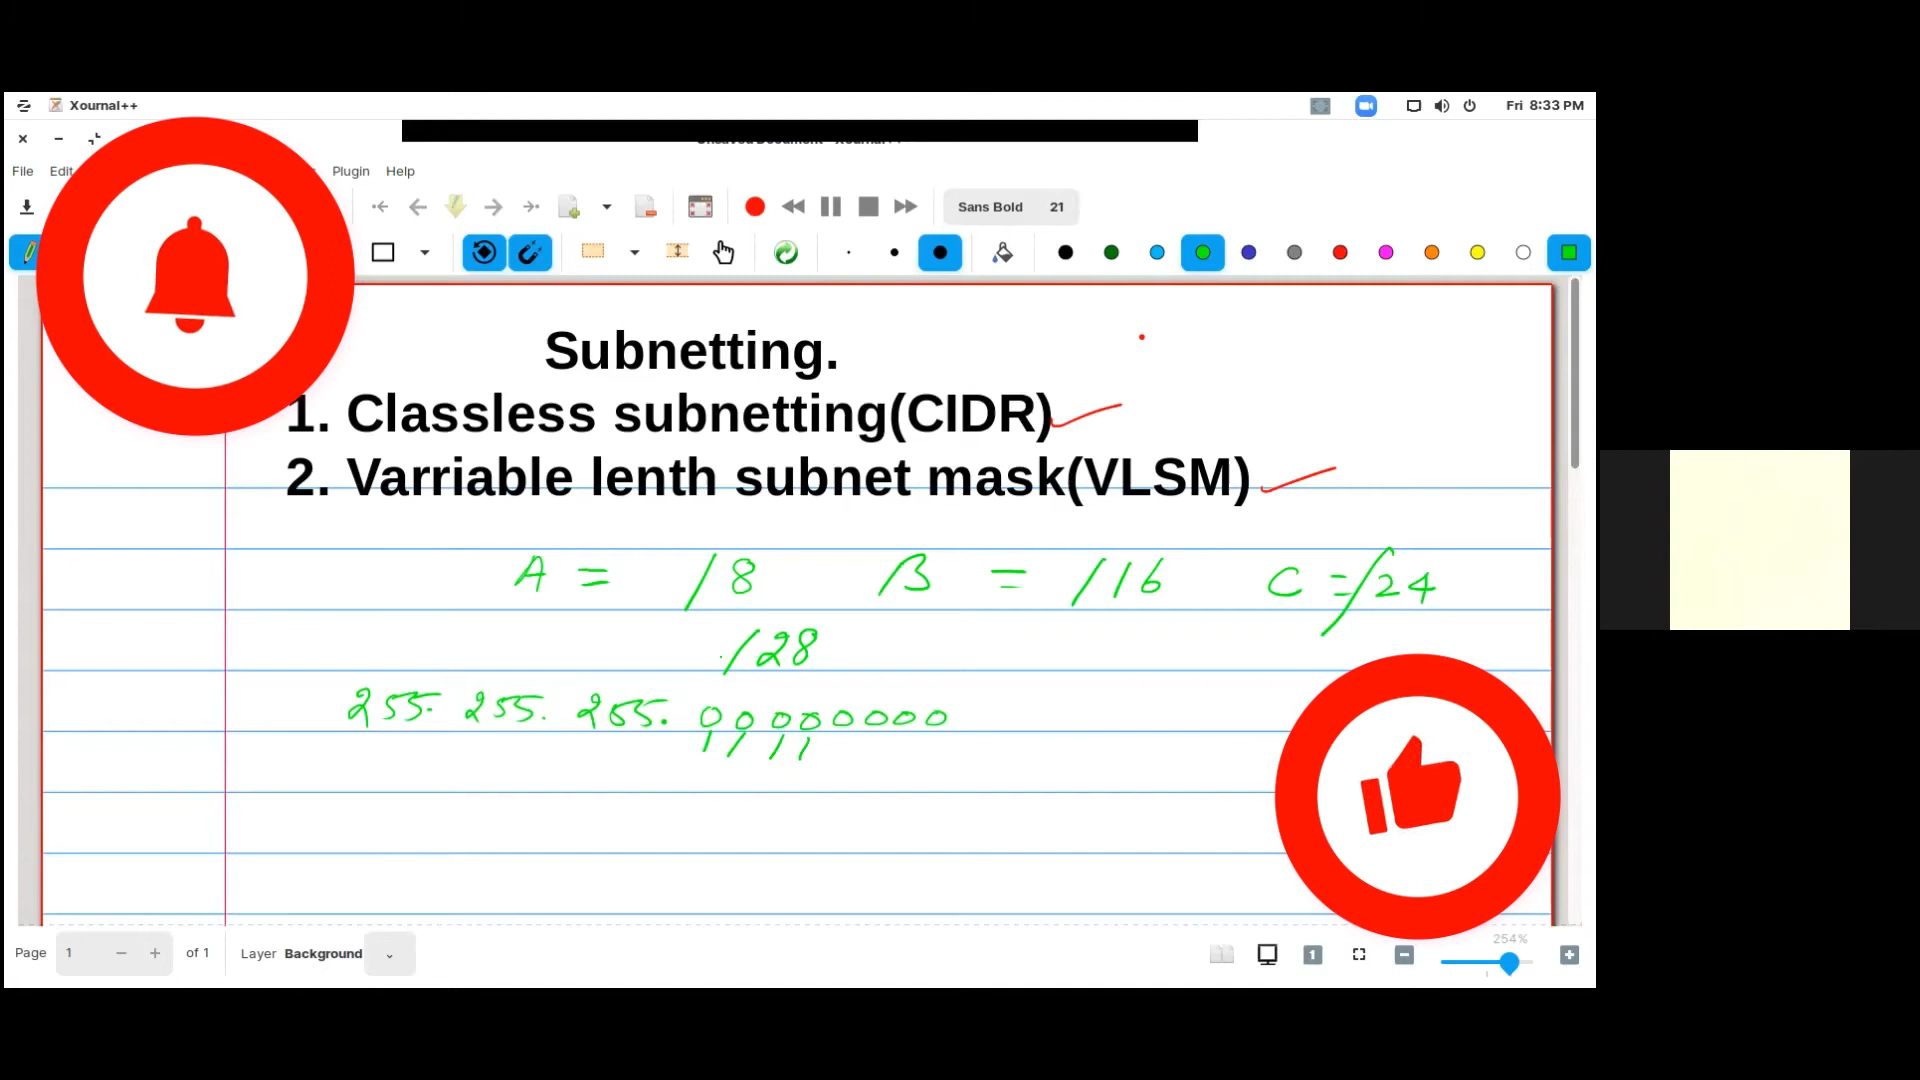 Xournal++
Fri 8:33 PM
File Edit Plugin Help
Sans Bold 21
Subnetting.
1. Classless subnetting(CIDR)
2. Varriable lenth subnet mask(VLSM)
A = /8 B = /16 C = /24
/28
255. 255. 255. 00000000
1111
Page 1 of 1 Layer Background
1
254%